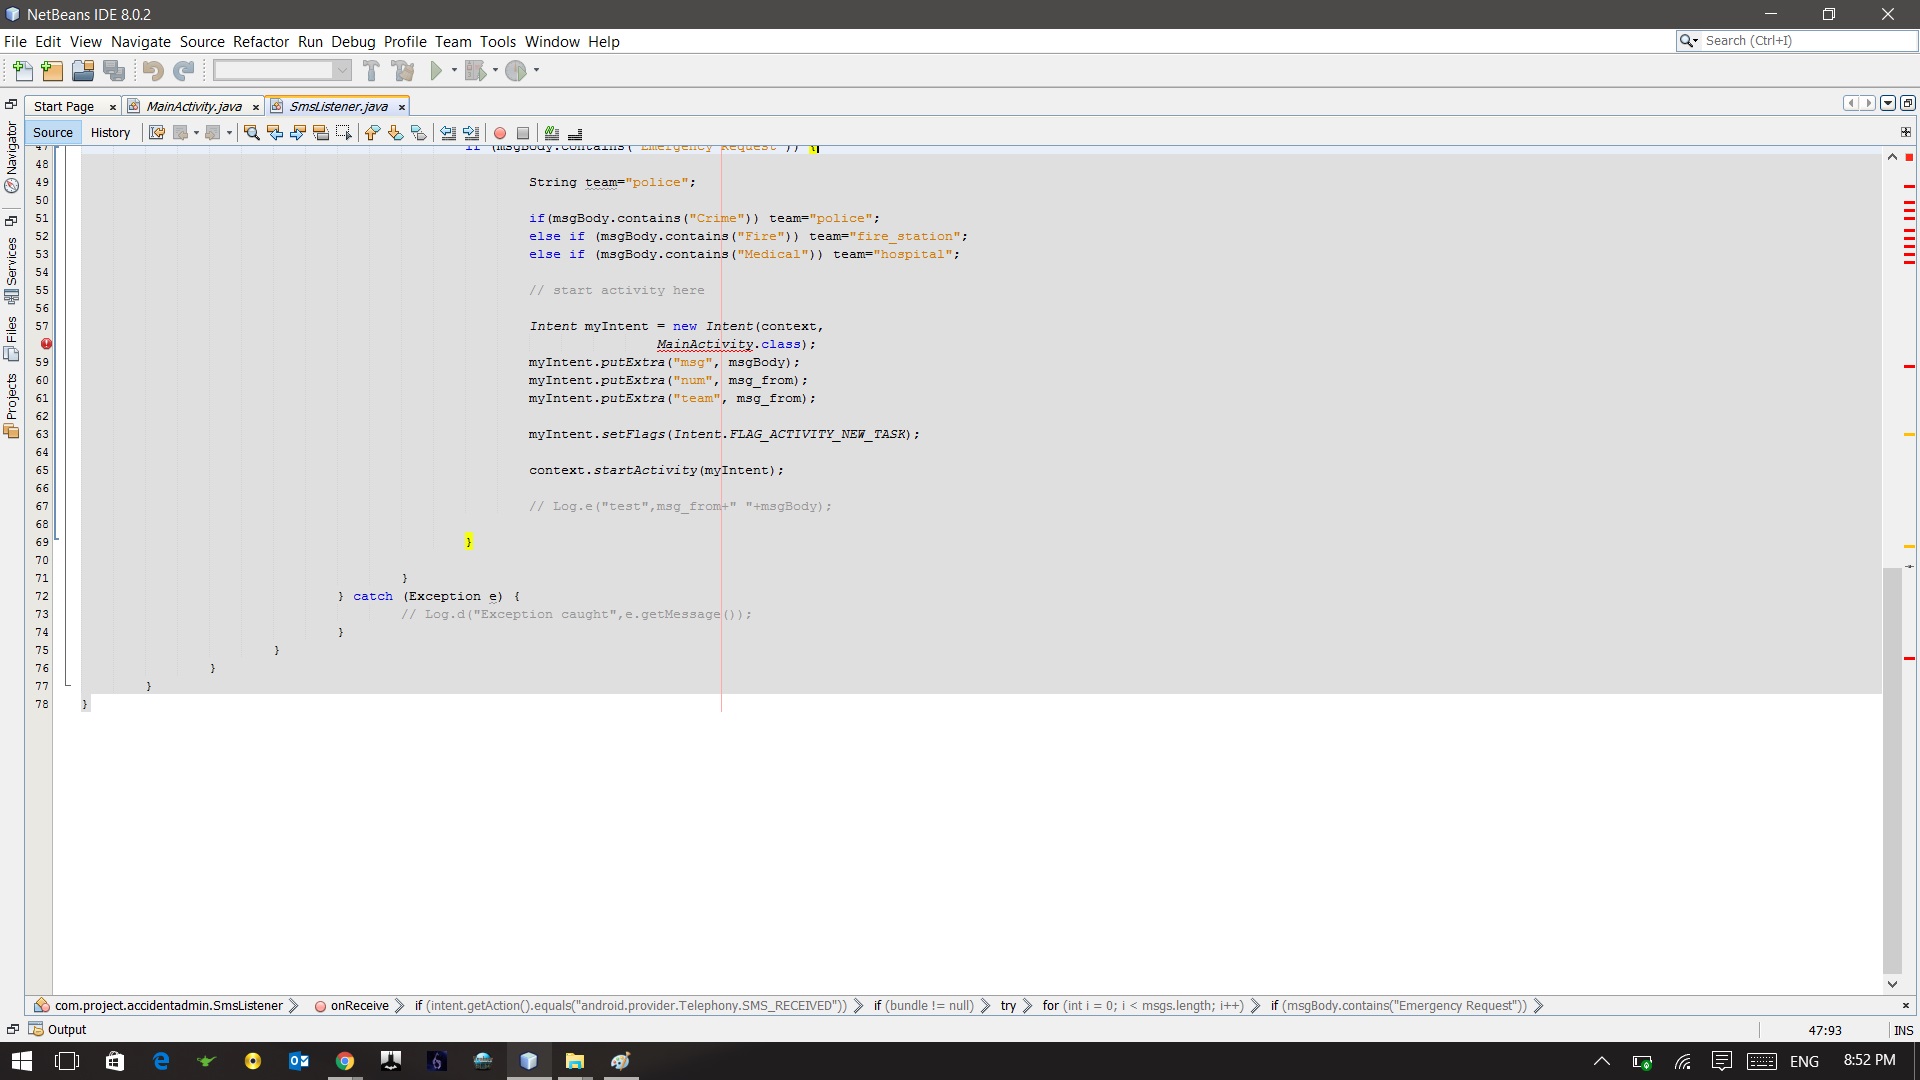 NetBeans IDE 8.0.2
File Edit View Navigate Source Refactor Run Debug Profile Team Tools Window Help
Search (Ctrl+I)
Start Page MainActivity.java SmsListener.java
Source History
Navigator
Services
Files
Projects
47 if (msgBody.contains("Emergency Request")) {
48
49 String team="police";
50
51 if(msgBody.contains("Crime")) team="police";
52 else if (msgBody.contains("Fire")) team="fire_station";
53 else if (msgBody.contains("Medical")) team="hospital";
54
55 // start activity here
56
57 Intent myIntent = new Intent(context,
MainActivity.class);
59 myIntent.putExtra("msg", msgBody);
60 myIntent.putExtra("num", msg_from);
61 myIntent.putExtra("team", msg_from);
62
63 myIntent.setFlags(Intent.FLAG_ACTIVITY_NEW_TASK);
64
65 context.startActivity(myIntent);
66
67 // Log.e("test",msg_from+" "+msgBody);
68
69 }
70
71 }
72 } catch (Exception e) {
73 // Log.d("Exception caught",e.getMessage());
74 }
75 }
76 }
77 }
78 }
com.project.accidentadmin.SmsListener onReceive if (intent.getAction().equals("android.provider.Telephony.SMS_RECEIVED")) if (bundle != null) try for (int i = 0; i < msgs.length; i++) if (msgBody.contains("Emergency Request"))
Output
47:93 INS
ENG 8:52 PM